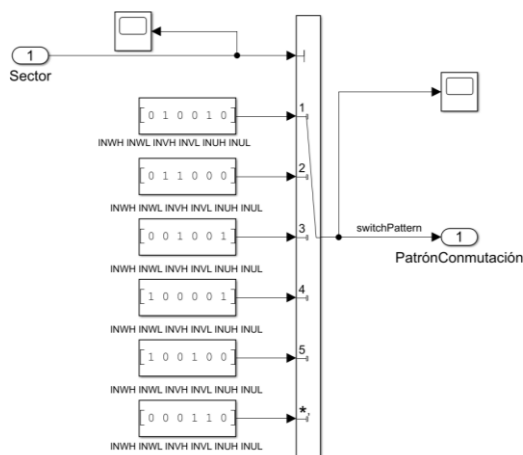 1
Sector
[0 1 0 0 1 0]
1
INWH INWL INVH INVL INUH INUL
[0 1 1 0 0 0]
2
INWH INWL INVH INVL INUH INUL
[0 0 1 0 0 1]
3
switchPattern
1
PatrónConmutación
INWH INWL INVH INVL INUH INUL
[1 0 0 0 0 1]
4
INWH INWL INVH INVL INUH INUL
[1 0 0 1 0 0]
5
INWH INWL INVH INVL INUH INUL
[0 0 0 1 1 0]
*,
INWH INWL INVH INVL INUH INUL